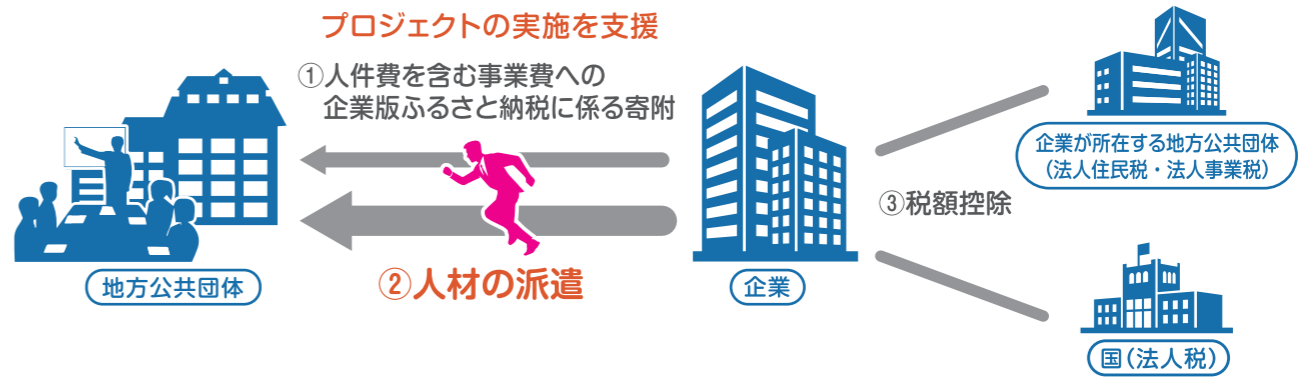 プロジェクトの実施を支援
①人件費を含む事業費への
企業版ふるさと納税に係る寄附
②人材の派遣
地方公共団体
企業
③税額控除
企業が所在する地方公共団体
（法人住民税・法人事業税）
国（法人税）